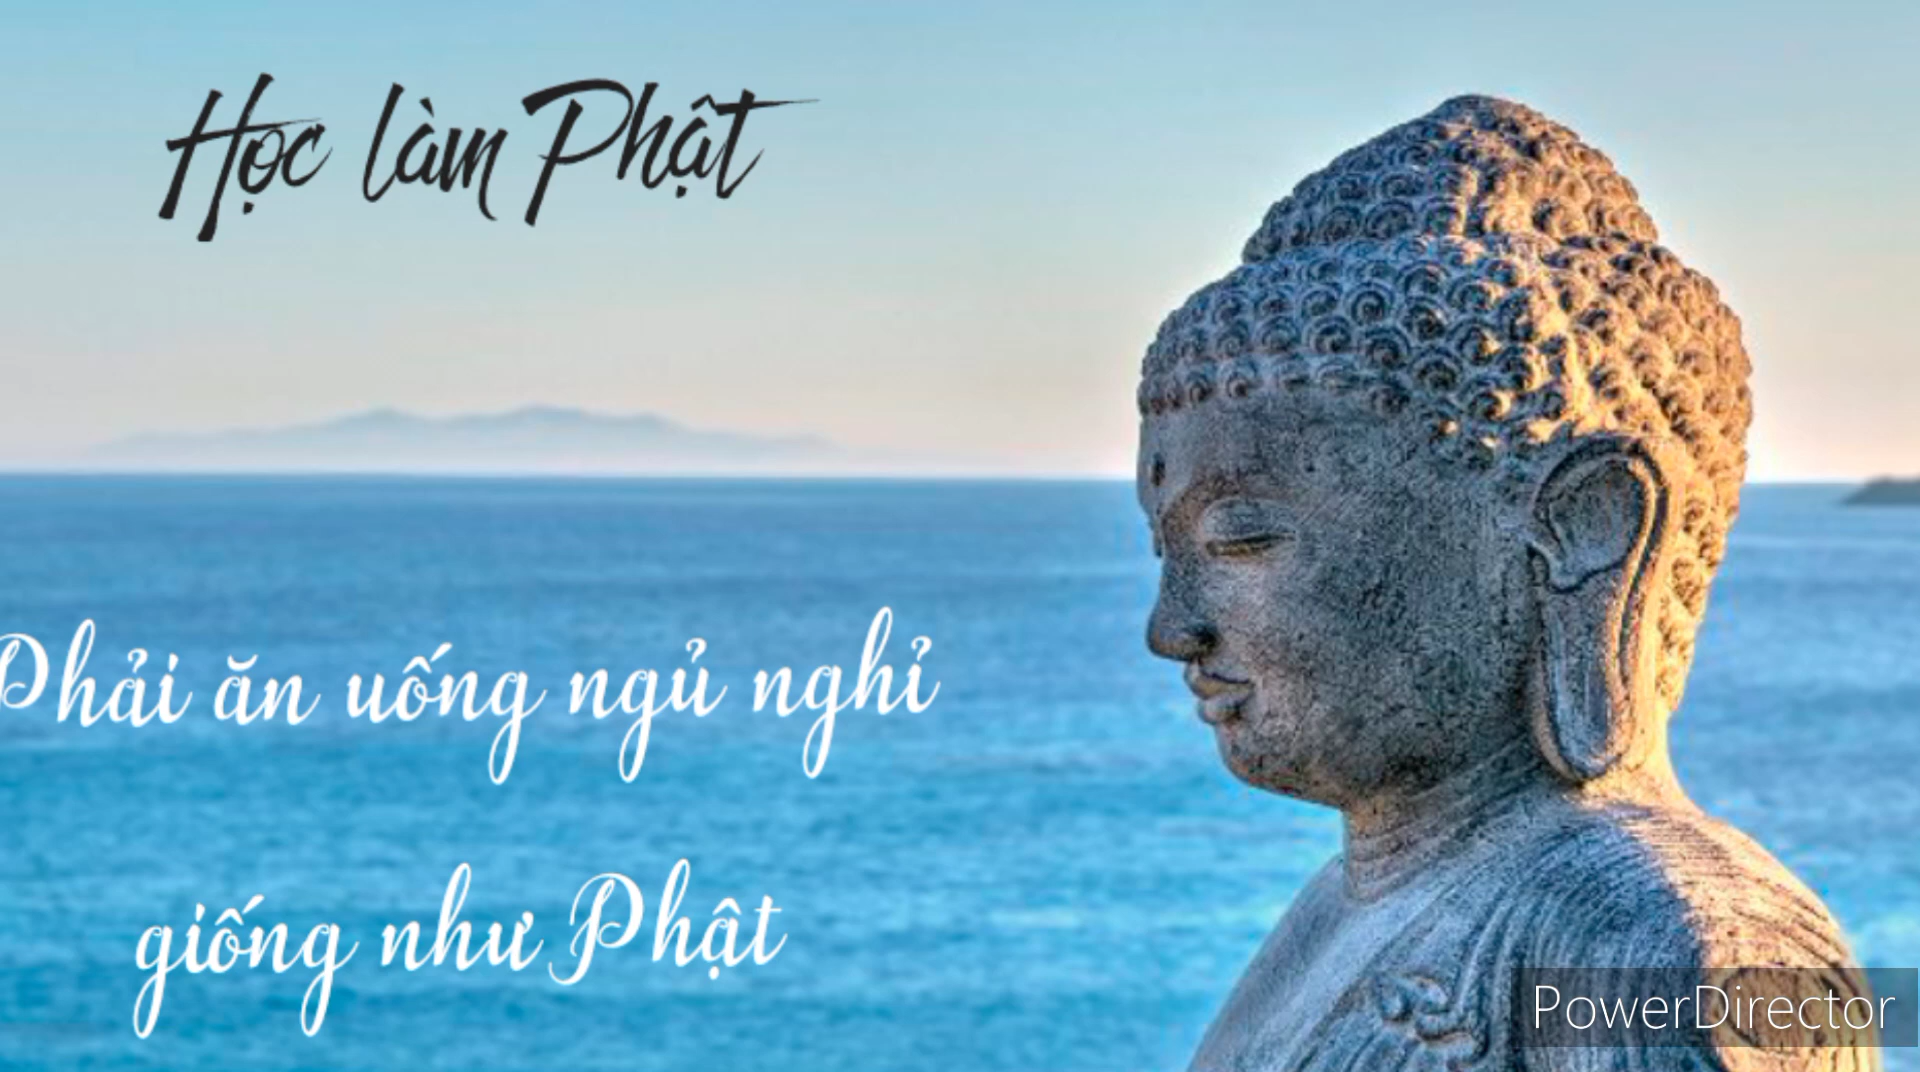 Học làm Phật
Phải ăn uống ngủ nghỉ
giống như Phật
PowerDirector